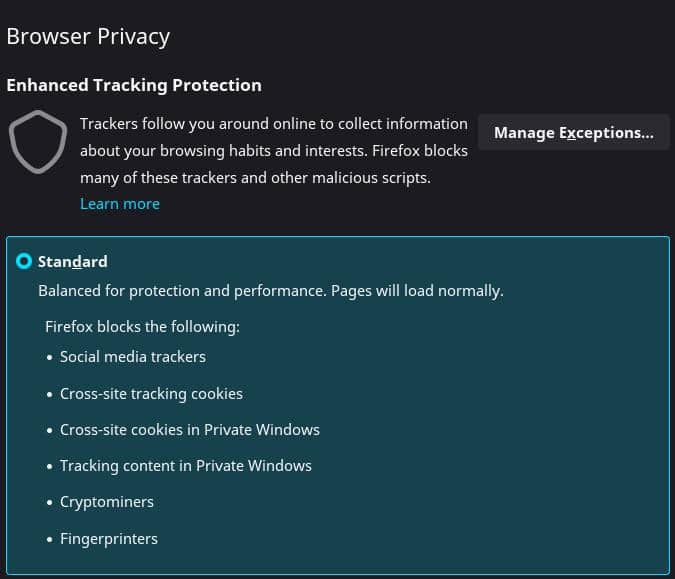 Browser Privacy
Enhanced Tracking Protection
Trackers follow you around online to collect information
about your browsing habits and interests. Firefox blocks
many of these trackers and other malicious scripts.
Learn more
Manage Exceptions...
Standard
Balanced for protection and performance. Pages will load normally.
Firefox blocks the following:
• Social media trackers
• Cross-site tracking cookies
• Cross-site cookies in Private Windows
• Tracking content in Private Windows
• Cryptominers
• Fingerprinters